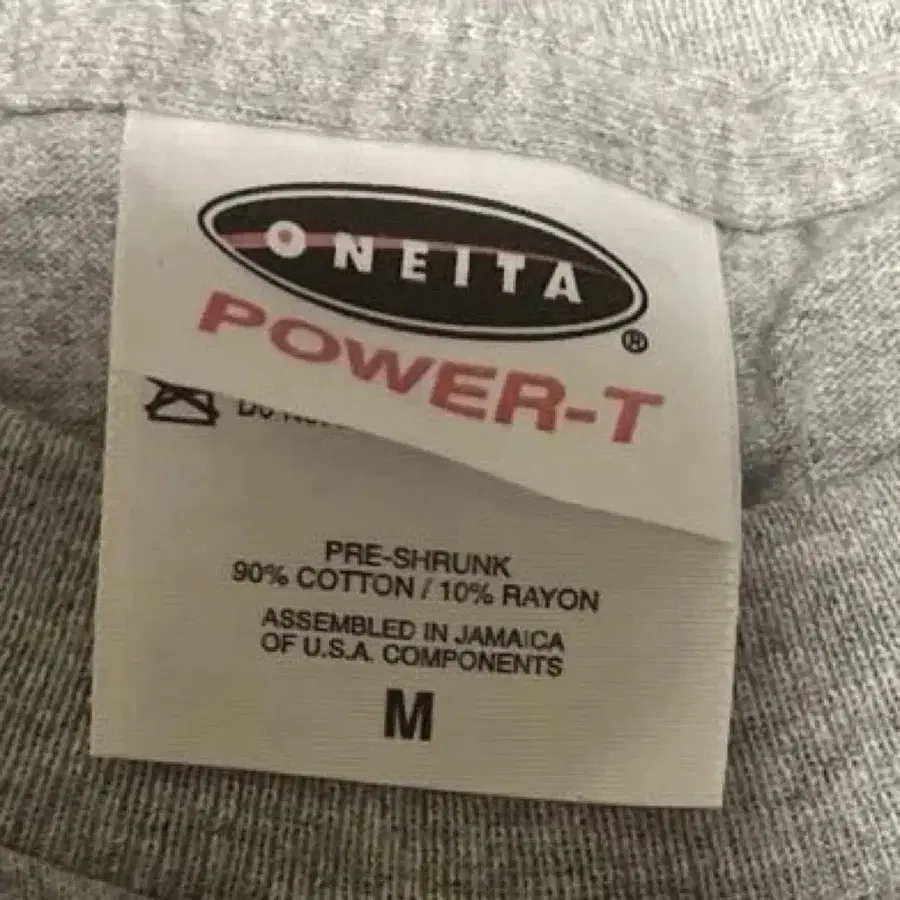 ONEITA
®
POWER-T
PRE-SHRUNK
90% COTTON / 10% RAYON
ASSEMBLED IN JAMAICA
OF U.S.A. COMPONENTS
M